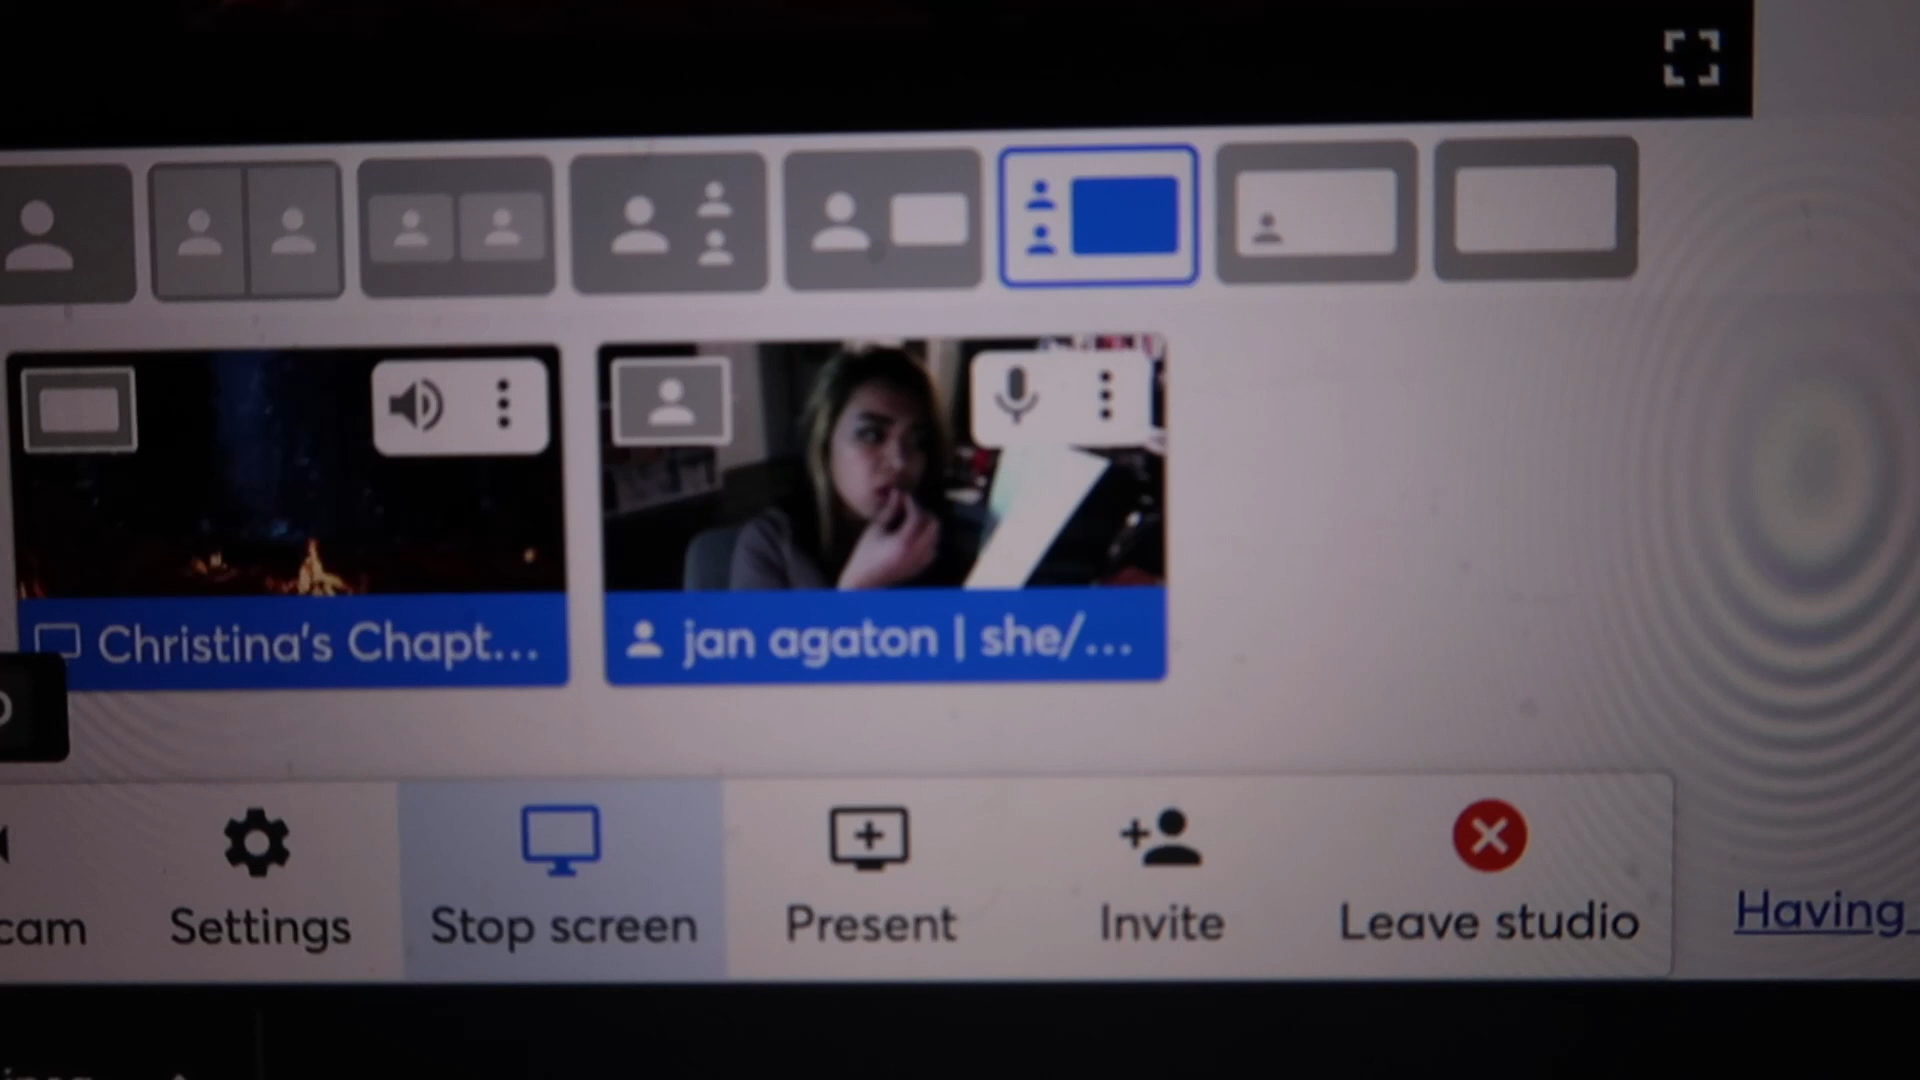 Christina's Chapt...
jan agaton | she/...
cam
Settings
Stop screen
Present
Invite
Leave studio
Having